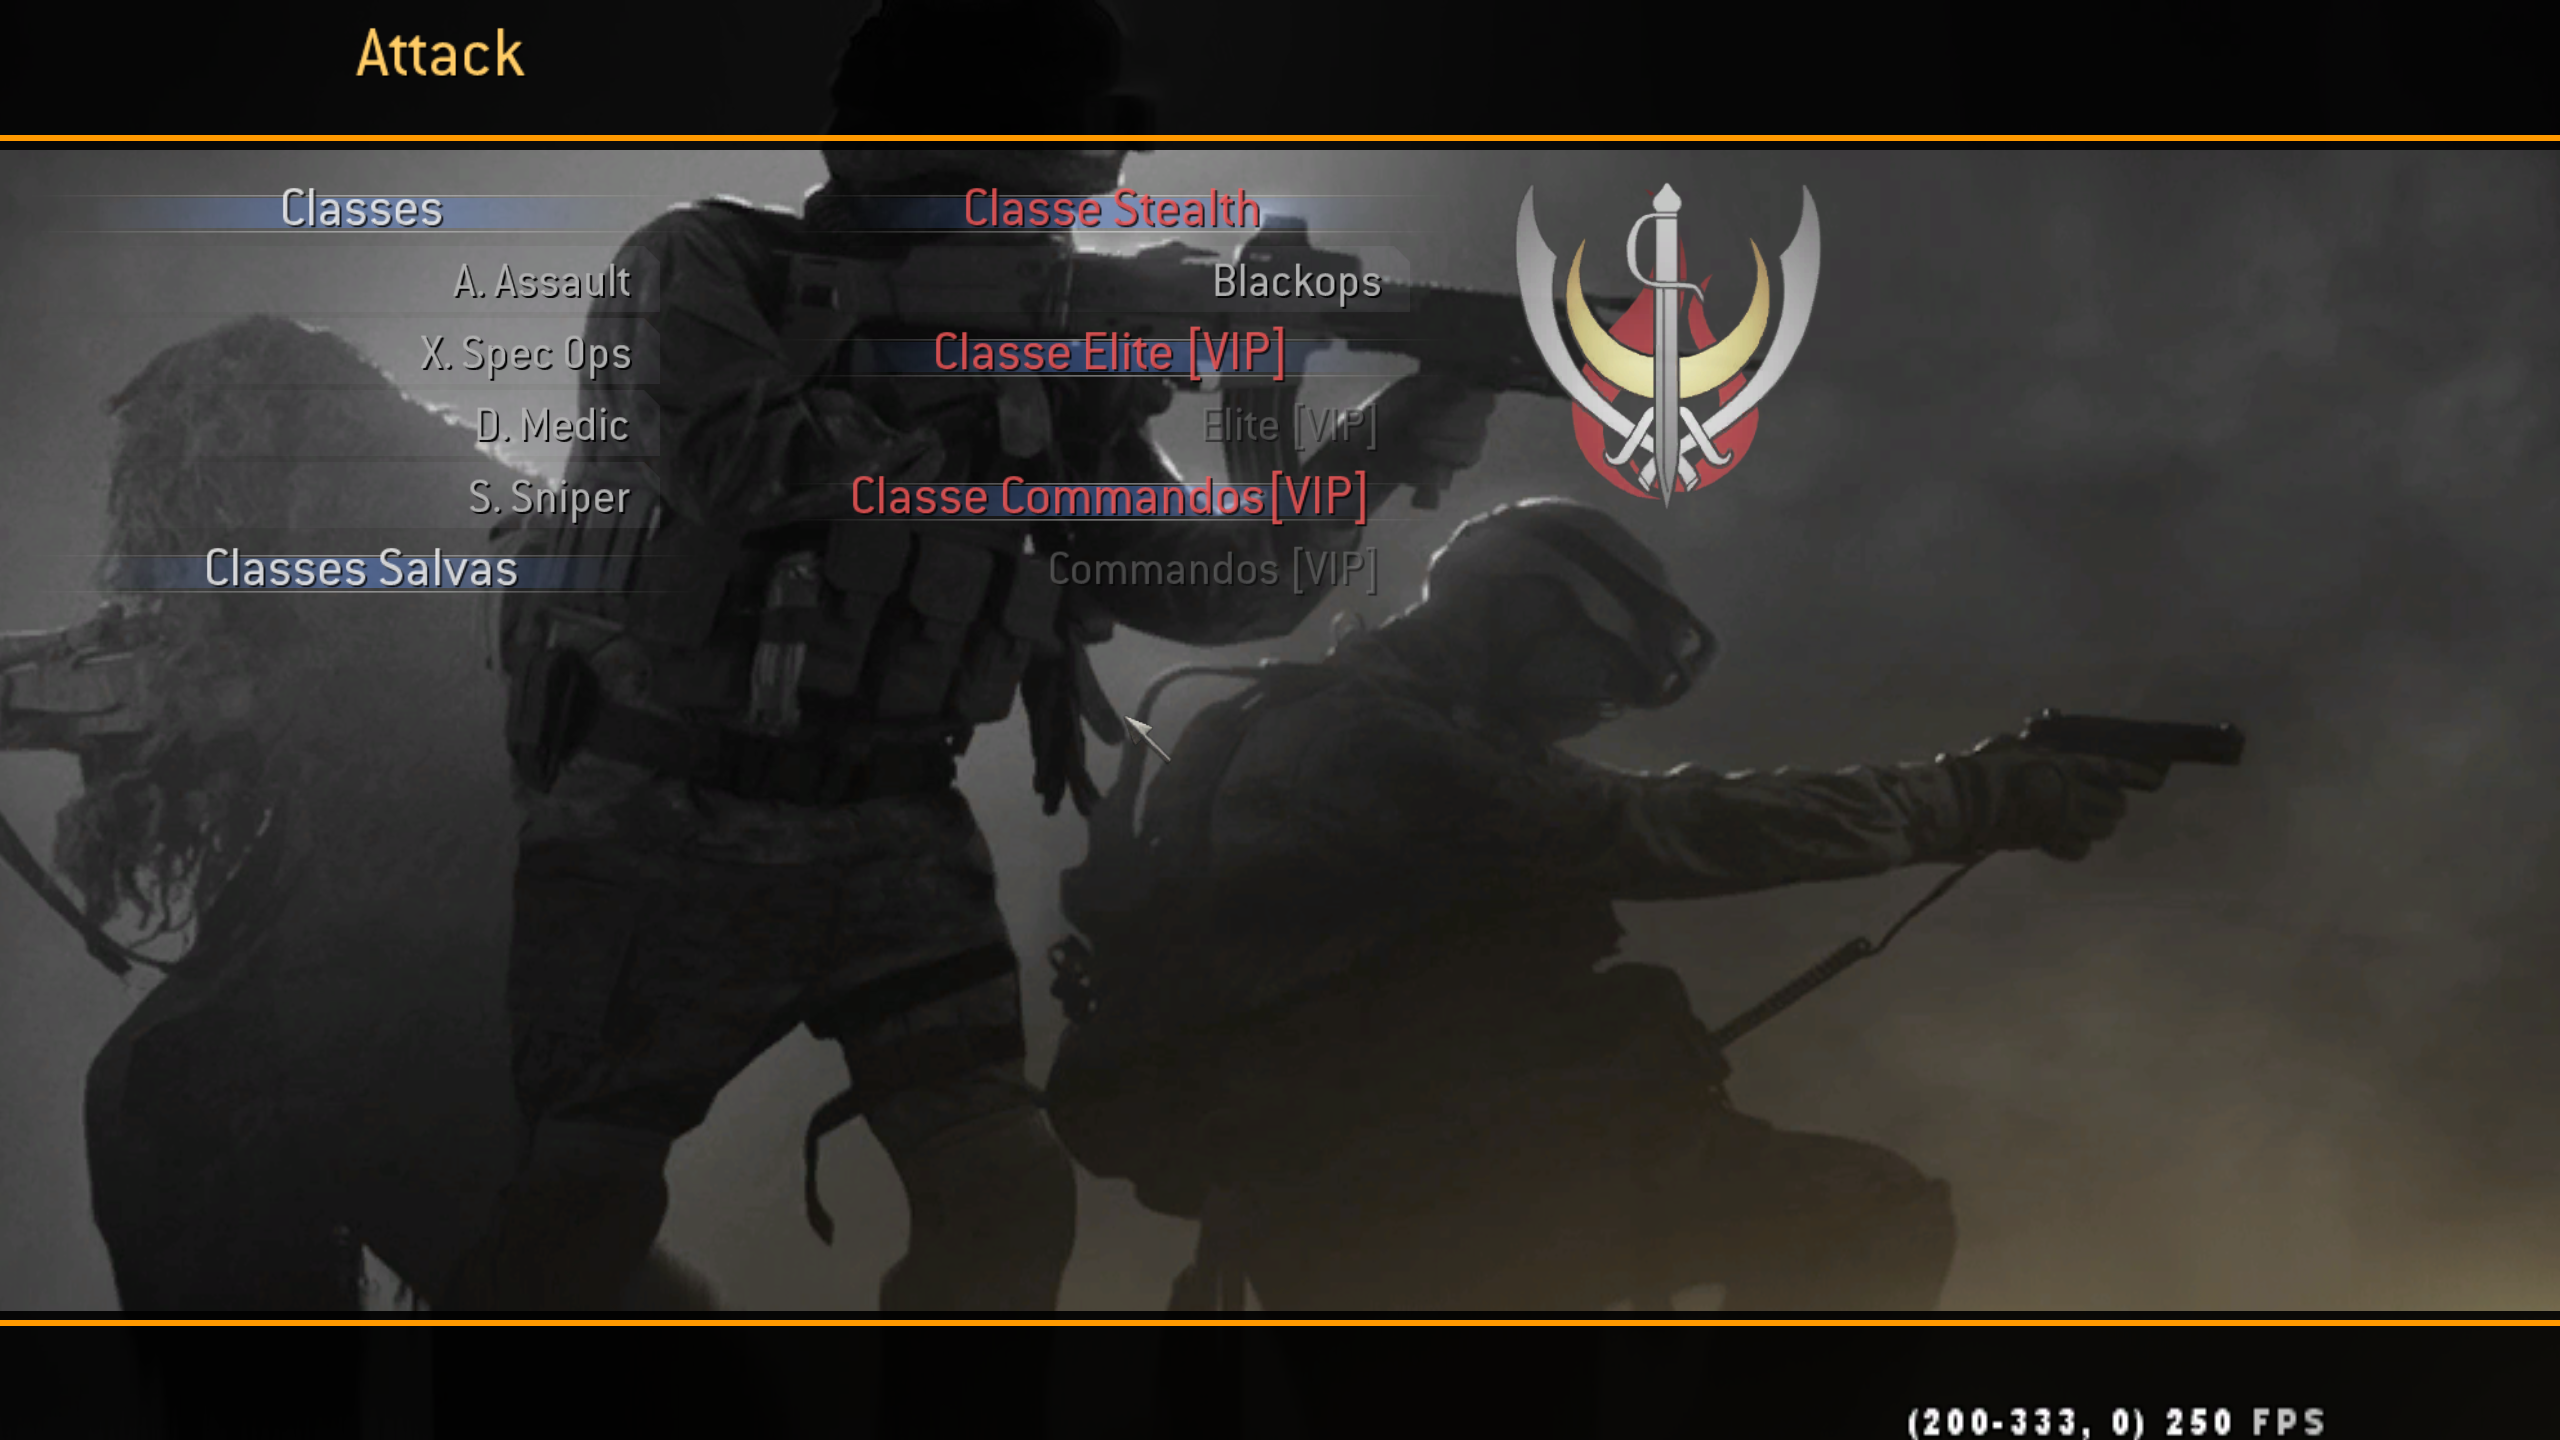 Attack
Classes
A. Assault
X. Spec Ops
D. Medic
S. Sniper
Classes Salvas
Classe Stealth
Blackops
Classe Elite [VIP]
Elite [VIP]
Classe Commandos[VIP]
Commandos [VIP]
(200-333, 0) 250 FPS